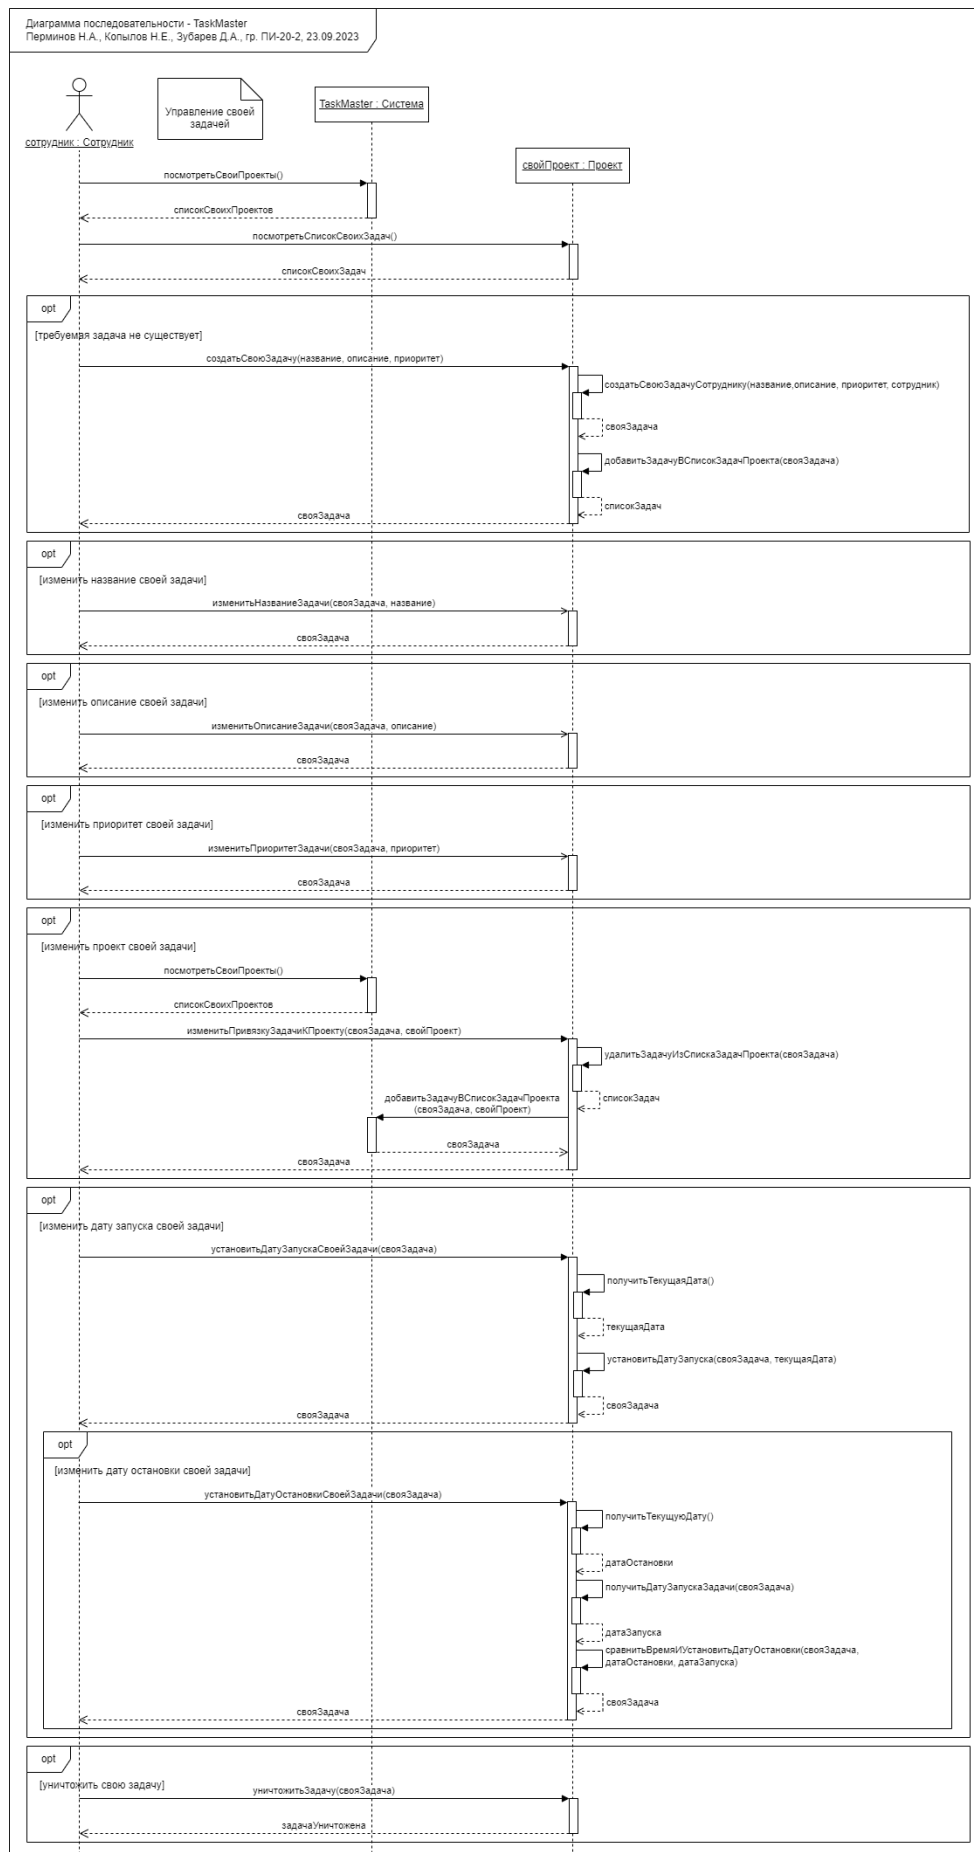 Диаграмма последовательности - TaskMaster
Перминов Н.А., Копылов Н.Е., Зубарев Д.А., гр. ПИ-20-2, 23.09.2023
Управление своей
задачей
TaskMaster : Система
сотрудник : Сотрудник
свойПроект : Проект
посмотретьСвоиПроекты()
списокСвоихПроектов
посмотретьСписокСвоихЗадач()
списокСвоихЗадач
opt
[требуемая задача не существует]
создатьСвоюЗадачу(название, описание, приоритет)
создатьСвоюЗадачуСотруднику(название,описание, приоритет, сотрудник)
свояЗадача
добавитьЗадачуВСписокЗадачПроекта(свояЗадача)
списокЗадач
свояЗадача
opt
[изменить название своей задачи]
изменитьНазваниеЗадачи(свояЗадача, название)
свояЗадача
opt
[изменить описание своей задачи]
изменитьОписаниеЗадачи(свояЗадача, описание)
свояЗадача
opt
[изменить приоритет своей задачи]
изменитьПриоритетЗадачи(свояЗадача, приоритет)
свояЗадача
opt
[изменить проект своей задачи]
посмотретьСвоиПроекты()
списокСвоихПроектов
изменитьПривязкуЗадачиКПроекту(свояЗадача, свойПроект)
удалитьЗадачуИзСпискаЗадачПроекта(свояЗадача)
списокЗадач
добавитьЗадачуВСписокЗадачПроекта
(свояЗадача, свойПроект)
свояЗадача
свояЗадача
opt
[изменить дату запуска своей задачи]
установитьДатуЗапускаСвоейЗадачи(свояЗадача)
получитьТекущаяДата()
текущаяДата
установитьДатуЗапуска(свояЗадача, текущаяДата)
свояЗадача
свояЗадача
opt
[изменить дату остановки своей задачи]
установитьДатуОстановкиСвоейЗадачи(свояЗадача)
получитьТекущуюДату()
датаОстановки
получитьДатуЗапускаЗадачи(свояЗадача)
датаЗапуска
сравнитьВремяИУстановитьДатуОстановки(свояЗадача,
датаОстановки, датаЗапуска)
свояЗадача
свояЗадача
opt
[уничтожить свою задачу]
уничтожитьЗадачу(свояЗадача)
задачаУничтожена